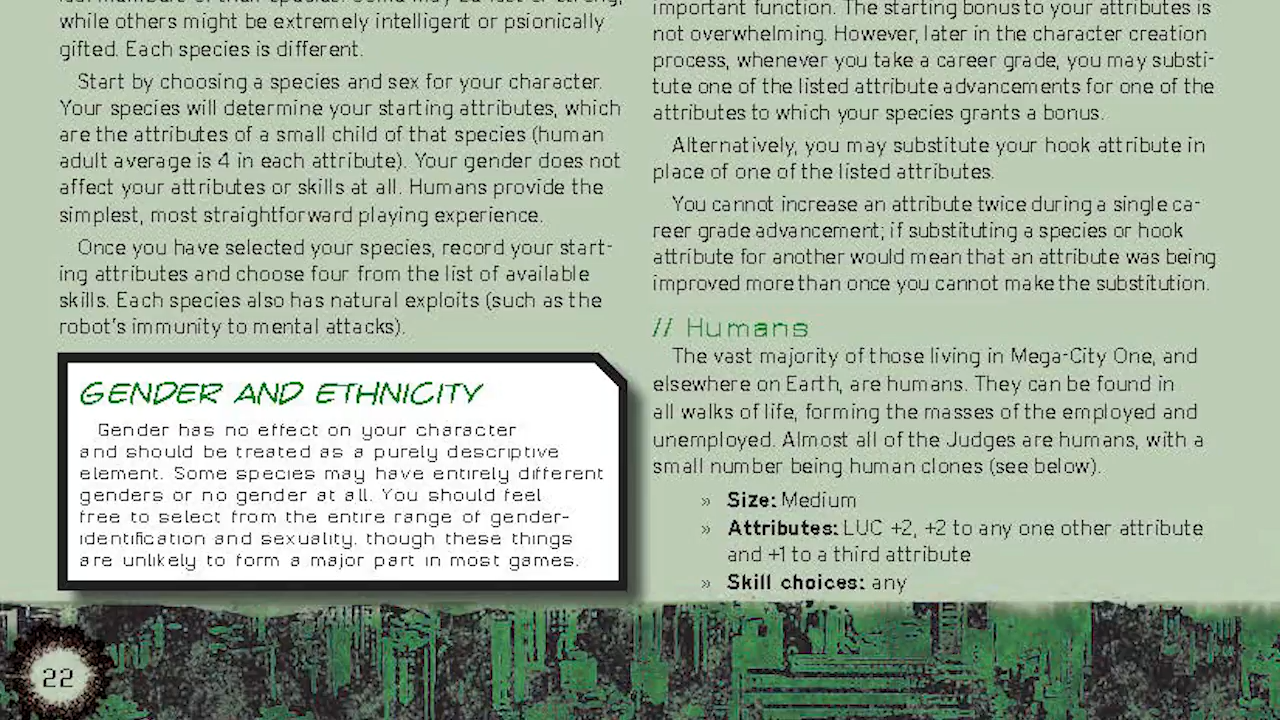 while others might be extremely intelligent or psionically
gifted. Each species is different.
Start by choosing a species and sex for your character.
Your species will determine your starting attributes, which
are the attributes of a small child of that species (human
adult average is 4 in each attribute). Your gender does not
affect your attributes or skills at all. Humans provide the
simplest, most straightforward playing experience.
Once you have selected your species, record your start-
ing attributes and choose four from the list of available
skills. Each species also has natural exploits (such as the
robot's immunity to mental attacks).
GENDER AND ETHNICITY
Gender has no effect on your character
and should be treated as a purely descriptive
element. Some species may have entirely different
genders or no gender at all. You should feel
free to select from the entire range of gender-
identification and sexuality, though these things
are unlikely to form a major part in most games.
important function. The starting bonus to your attributes is
not overwhelming. However, later in the character creation
process, whenever you take a career grade, you may substi-
tute one of the listed attribute advancements for one of the
attributes to which your species grants a bonus.
Alternatively, you may substitute your hook attribute in
place of one of the listed attributes.
You cannot increase an attribute twice during a single ca-
reer grade advancement; if substituting a species or hook
attribute for another would mean that an attribute was being
improved more than once you cannot make the substitution.
// Humans
The vast majority of those living in Mega-City One, and
elsewhere on Earth, are humans. They can be found in
all walks of life, forming the masses of the employed and
unemployed. Almost all of the Judges are humans, with a
small number being human clones (see below).
» Size: Medium
» Attributes: LUC +2, +2 to any one other attribute
and +1 to a third attribute
» Skill choices: any
22